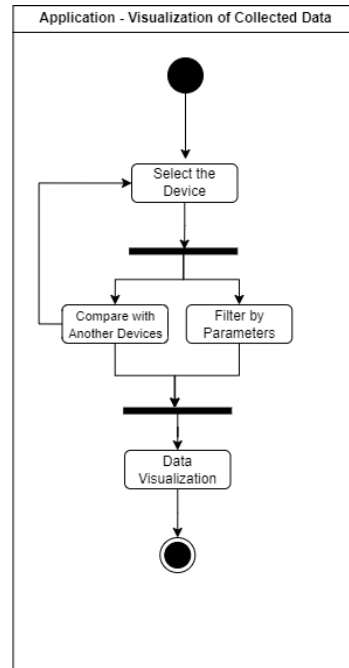 Application - Visualization of Collected Data
Select the
Device
Compare with
Another Devices
Filter by
Parameters
Data
Visualization